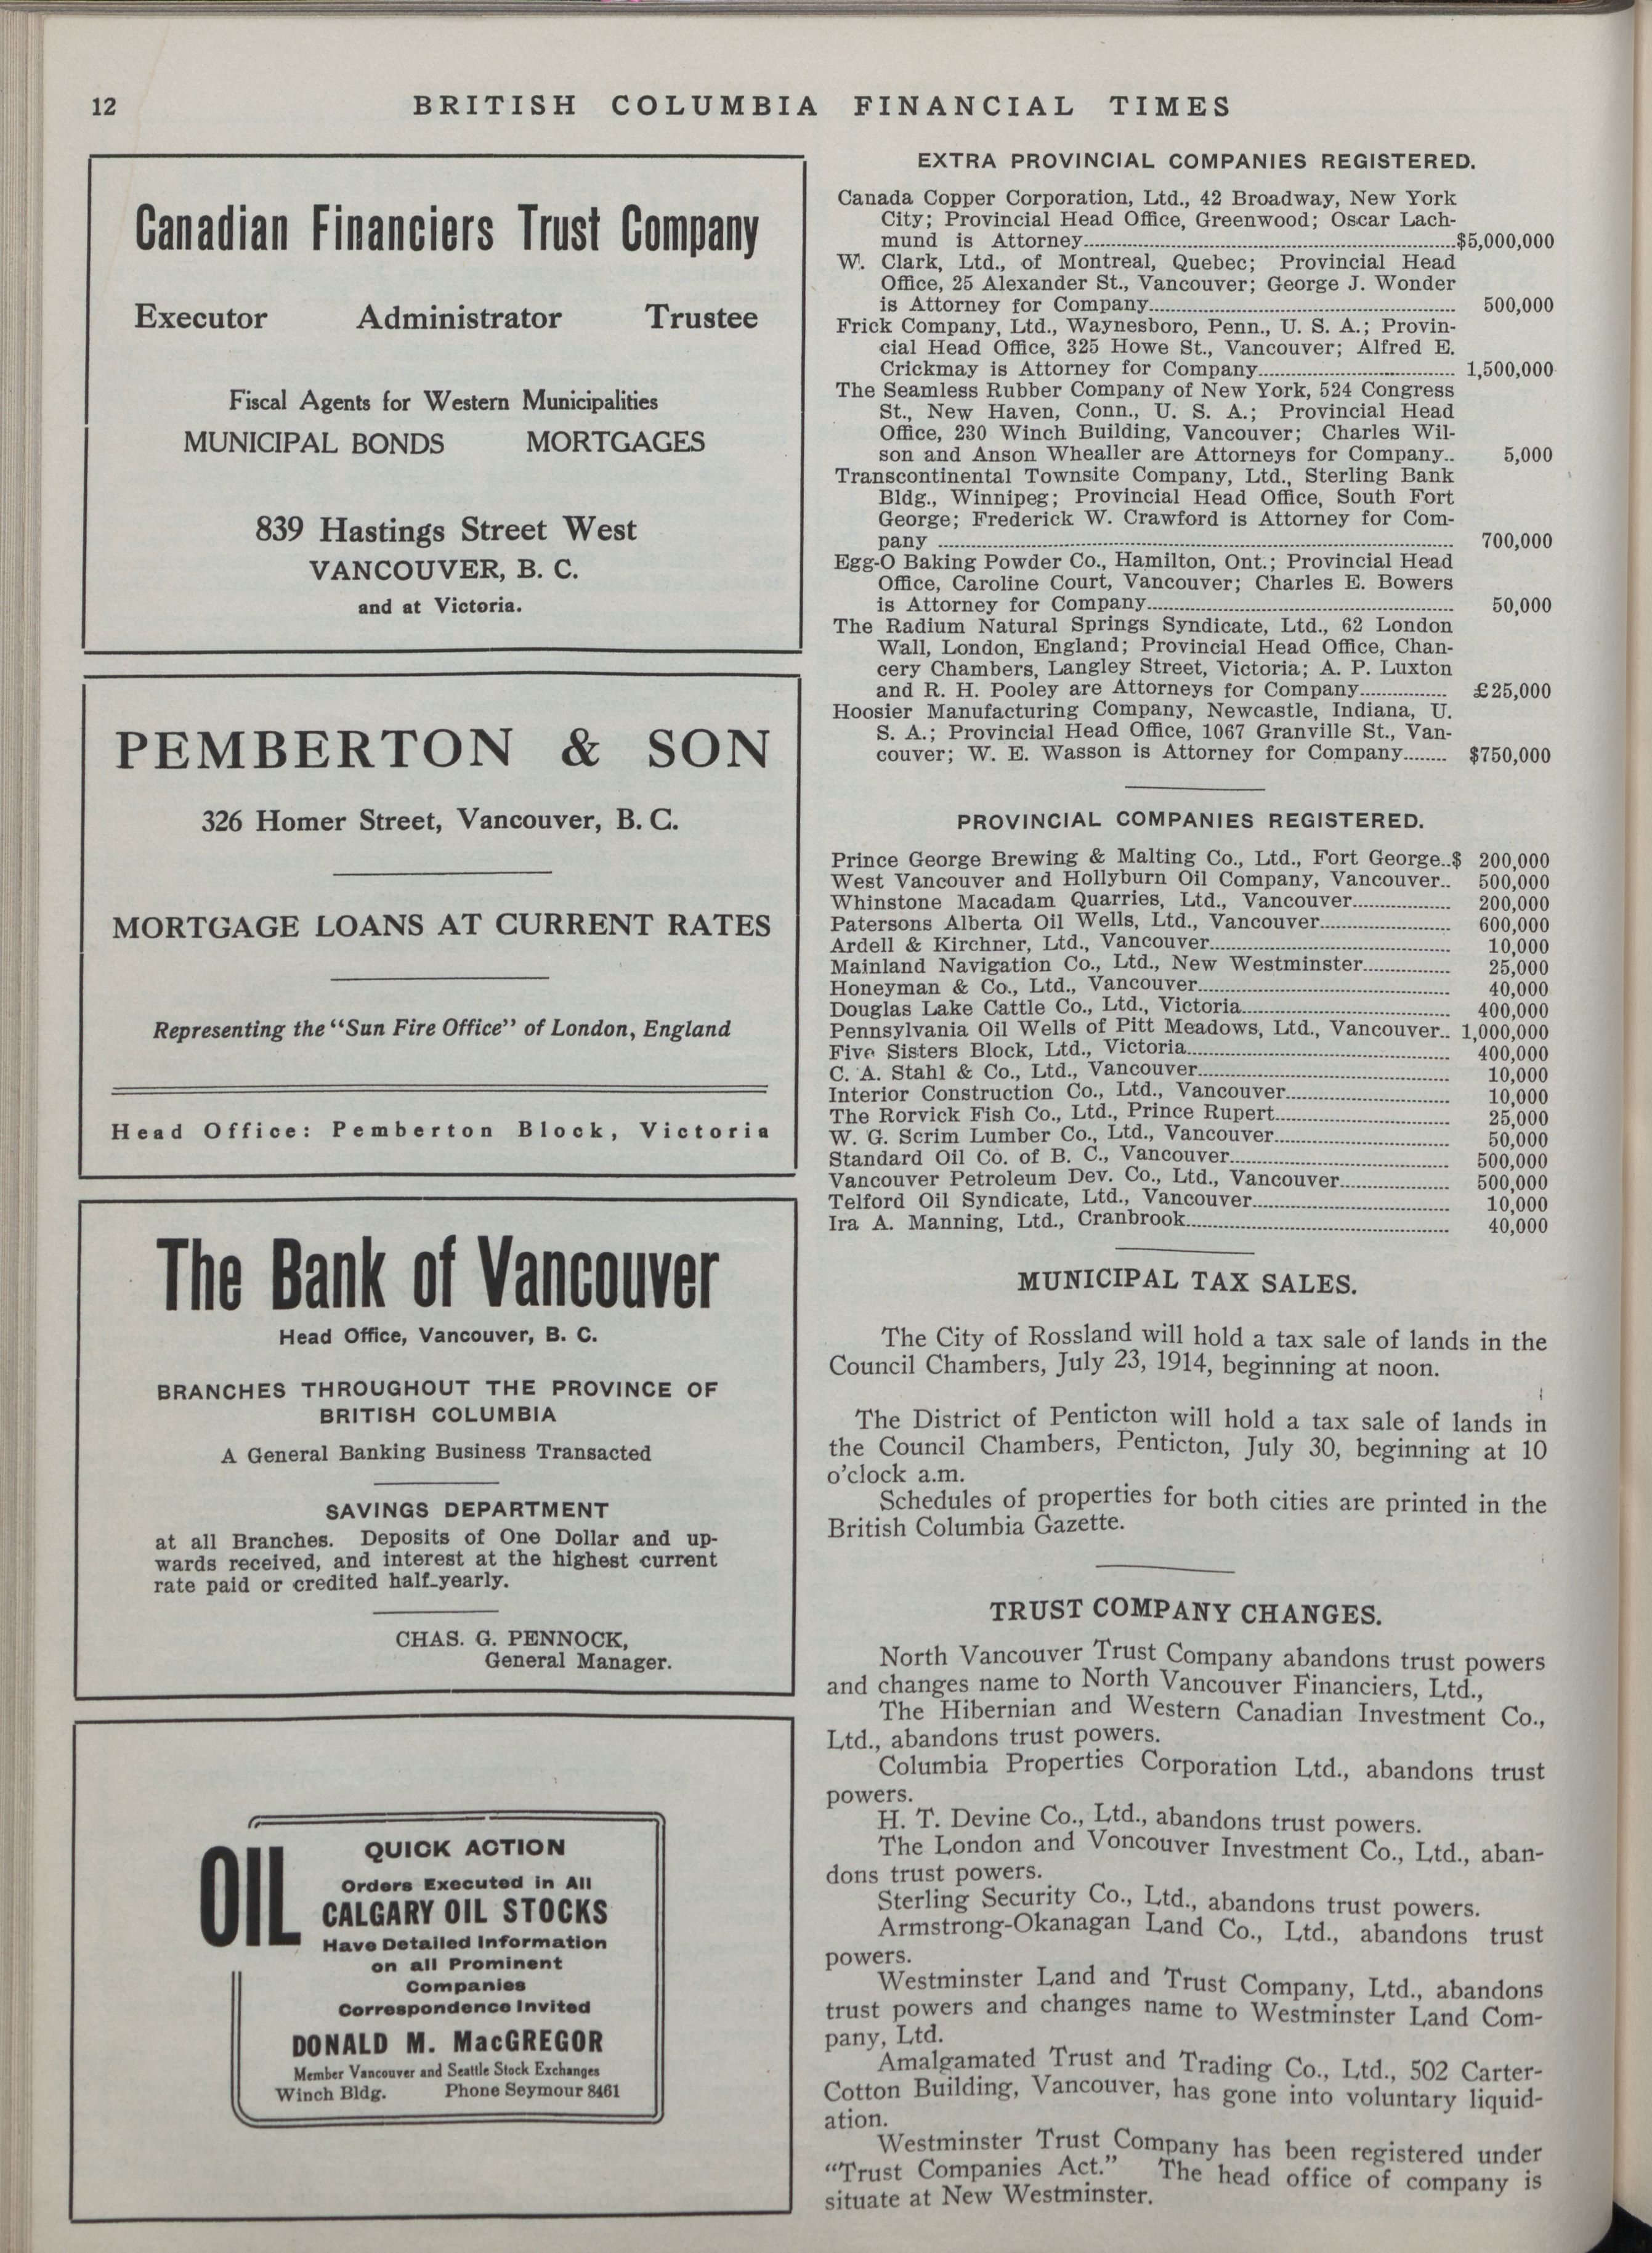 12
BRITISH COLUMBIA FINANCIAL TIMES
Canadian Financiers Trust Company
Executor Administrator Trustee
Fiscal Agents for Western Municipalities
MUNICIPAL BONDS MORTGAGES
839 Hastings Street West
VANCOUVER, B. C.
and at Victoria.
PEMBERTON & SON
326 Homer Street, Vancouver, B. C.
MORTGAGE LOANS AT CURRENT RATES
Representing the "Sun Fire Office" of London, England
Head Office: Pemberton Block, Victoria
The Bank of Vancouver
Head Office, Vancouver, B. C.
BRANCHES THROUGHOUT THE PROVINCE OF
BRITISH COLUMBIA
A General Banking Business Transacted
SAVINGS DEPARTMENT
at all Branches. Deposits of One Dollar and up-
wards received, and interest at the highest current
rate paid or credited half-yearly.
CHAS. G. PENNOCK,
General Manager.
OIL
QUICK ACTION
Orders Executed in All
CALGARY OIL STOCKS
Have Detailed Information
on all Prominent
Companies
Correspondence Invited
DONALD M. MacGREGOR
Member Vancouver and Seattle Stock Exchanges
Winch Bldg. Phone Seymour 8461
EXTRA PROVINCIAL COMPANIES REGISTERED.
Canada Copper Corporation, Ltd., 42 Broadway, New York
City; Provincial Head Office, Greenwood; Oscar Lach-
mund is Attorney........$5,000,000
W. Clark, Ltd., of Montreal, Quebec; Provincial Head
Office, 25 Alexander St., Vancouver; George J. Wonder
is Attorney for Company........ 500,000
Frick Company, Ltd., Waynesboro, Penn., U. S. A.; Provin-
cial Head Office, 325 Howe St., Vancouver; Alfred E.
Crickmay is Attorney for Company........ 1,500,000
The Seamless Rubber Company of New York, 524 Congress
St., New Haven, Conn., U. S. A.; Provincial Head
Office, 230 Winch Building, Vancouver; Charles Wil-
son and Anson Whealler are Attorneys for Company.. 5,000
Transcontinental Townsite Company, Ltd., Sterling Bank
Bldg., Winnipeg; Provincial Head Office, South Fort
George; Frederick W. Crawford is Attorney for Com-
pany ........ 700,000
Egg-O Baking Powder Co., Hamilton, Ont.; Provincial Head
Office, Caroline Court, Vancouver; Charles E. Bowers
is Attorney for Company........ 50,000
The Radium Natural Springs Syndicate, Ltd., 62 London
Wall, London, England; Provincial Head Office, Chan-
cery Chambers, Langley Street, Victoria; A. P. Luxton
and R. H. Pooley are Attorneys for Company........ £25,000
Hoosier Manufacturing Company, Newcastle, Indiana, U.
S. A.; Provincial Head Office, 1067 Granville St., Van-
couver; W. E. Wasson is Attorney for Company........ $750,000
PROVINCIAL COMPANIES REGISTERED.
Prince George Brewing & Malting Co., Ltd., Fort George..$ 200,000
West Vancouver and Hollyburn Oil Company, Vancouver.. 500,000
Whinstone Macadam Quarries, Ltd., Vancouver........ 200,000
Patersons Alberta Oil Wells, Ltd., Vancouver........ 600,000
Ardell & Kirchner, Ltd., Vancouver........ 10,000
Mainland Navigation Co., Ltd., New Westminster........ 25,000
Honeyman & Co., Ltd., Vancouver........ 40,000
Douglas Lake Cattle Co., Ltd., Victoria........ 400,000
Pennsylvania Oil Wells of Pitt Meadows, Ltd., Vancouver.. 1,000,000
Five Sisters Block, Ltd., Victoria........ 400,000
C. A. Stahl & Co., Ltd., Vancouver........ 10,000
Interior Construction Co., Ltd., Vancouver........ 10,000
The Rorvick Fish Co., Ltd., Prince Rupert........ 25,000
W. G. Scrim Lumber Co., Ltd., Vancouver........ 50,000
Standard Oil Co. of B. C., Vancouver........ 500,000
Vancouver Petroleum Dev. Co., Ltd., Vancouver........ 500,000
Telford Oil Syndicate, Ltd., Vancouver........ 10,000
Ira A. Manning, Ltd., Cranbrook........ 40,000
MUNICIPAL TAX SALES.
The City of Rossland will hold a tax sale of lands in the
Council Chambers, July 23, 1914, beginning at noon.
The District of Penticton will hold a tax sale of lands in
the Council Chambers, Penticton, July 30, beginning at 10
o'clock a.m.
Schedules of properties for both cities are printed in the
British Columbia Gazette.
TRUST COMPANY CHANGES.
North Vancouver Trust Company abandons trust powers
and changes name to North Vancouver Financiers, Ltd.,
The Hibernian and Western Canadian Investment Co.,
Ltd., abandons trust powers.
Columbia Properties Corporation Ltd., abandons trust
powers.
H. T. Devine Co., Ltd., abandons trust powers.
The London and Voncouver Investment Co., Ltd., aban-
dons trust powers.
Sterling Security Co., Ltd., abandons trust powers.
Armstrong-Okanagan Land Co., Ltd., abandons trust
powers.
Westminster Land and Trust Company, Ltd., abandons
trust powers and changes name to Westminster Land Com-
pany, Ltd.
Amalgamated Trust and Trading Co., Ltd., 502 Carter-
Cotton Building, Vancouver, has gone into voluntary liquid-
ation.
Westminster Trust Company has been registered under
"Trust Companies Act." The head office of company is
situate at New Westminster.